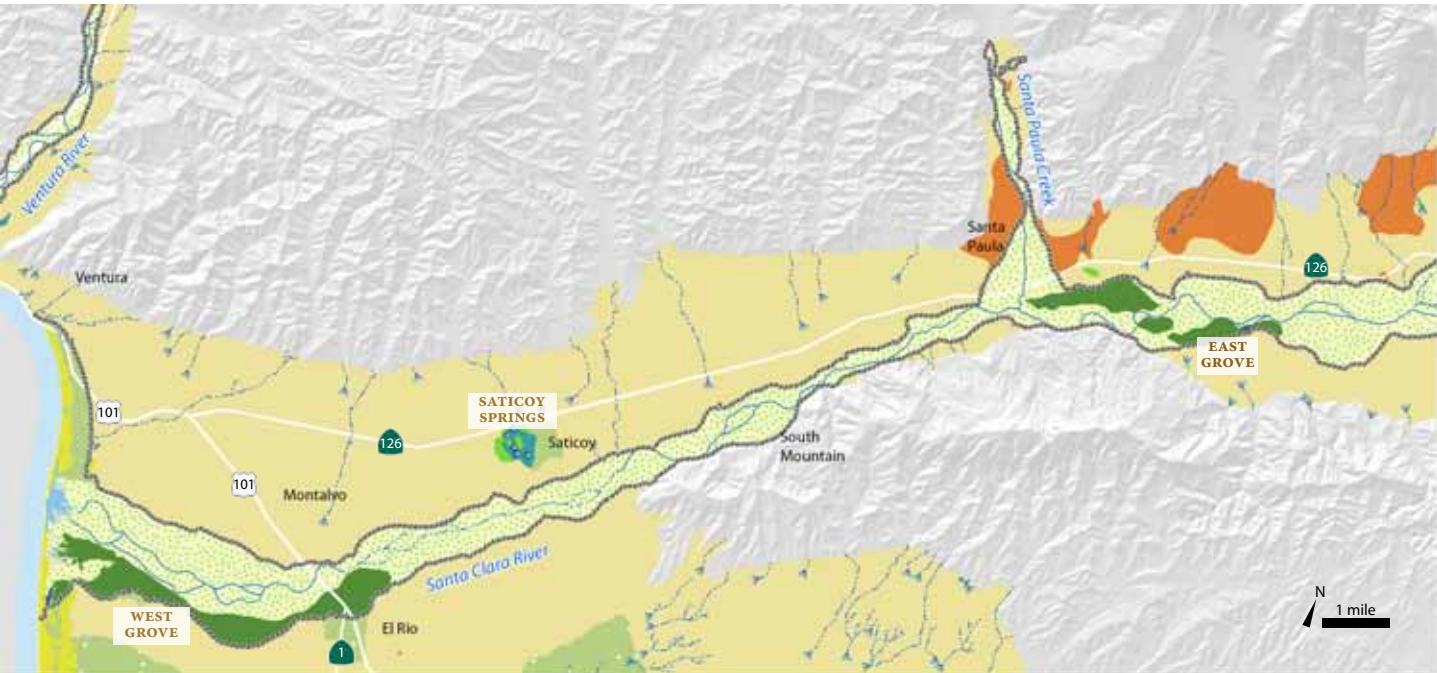 Ventura River
Santa Paula Creek
Santa
Paula
126
Ventura
EAST
GROVE
101
SATICOY
SPRINGS
126
Saticoy
South
Mountain
101
Montalvo
Santa Clara River
N
1 mile
WEST
GROVE
El Rio
1